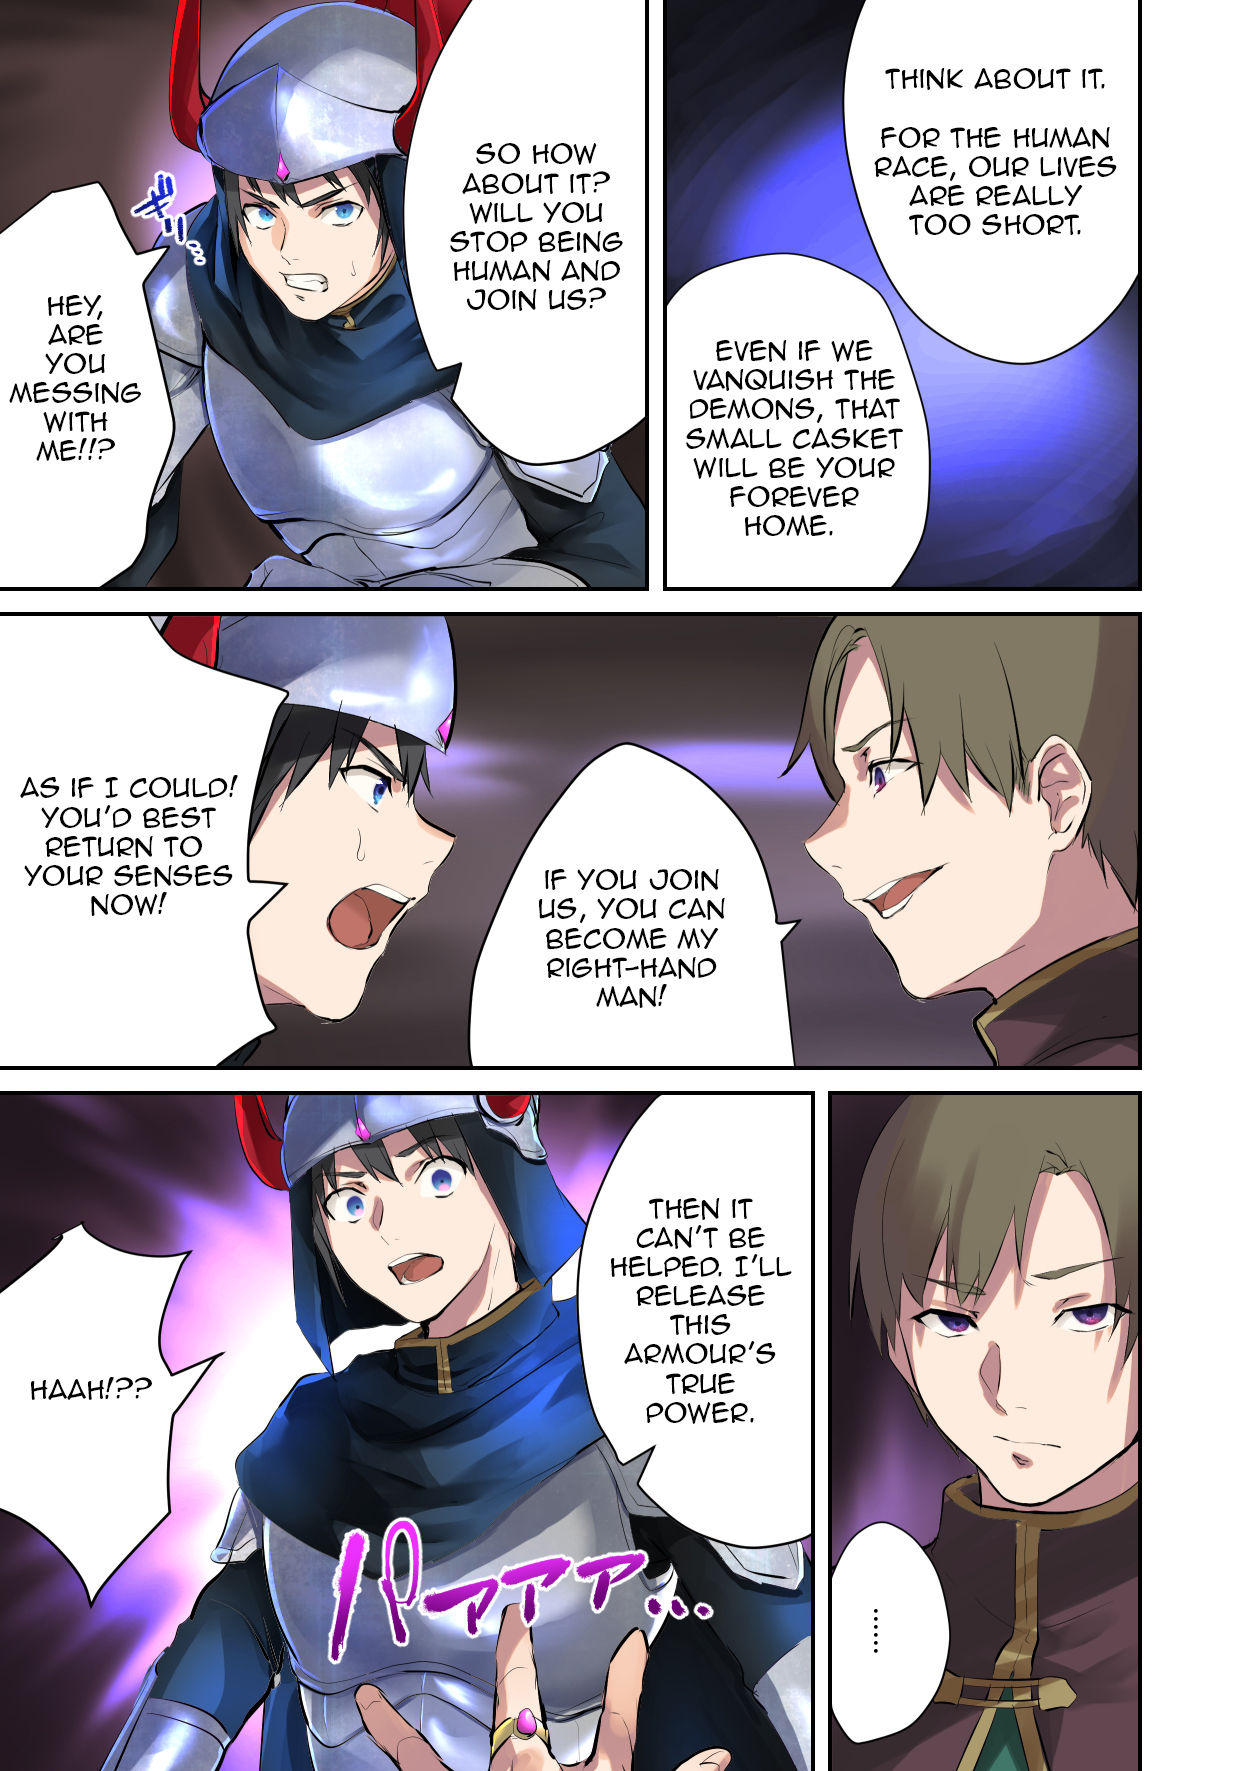 THINK ABOUT IT.
FOR THE HUMAN
RACE, OUR LIVES
ARE REALLY
TOO SHORT.
EVEN IF WE
VANQUISH THE
DEMONS, THAT
SMALL CASKET
WILL BE YOUR
FOREVER
HOME.
SO HOW
ABOUT IT?
WILL YOU
STOP BEING
HUMAN AND
JOIN US?
ギリ…
HEY,
ARE
YOU
MESSING
WITH
ME!!?
IF YOU JOIN
US, YOU CAN
BECOME MY
RIGHT-HAND
MAN!
AS IF I COULD!
YOU'D BEST
RETURN TO
YOUR SENSES
NOW!
......
THEN IT
CAN'T BE
HELPED. I'LL
RELEASE
THIS
ARMOUR'S
TRUE
POWER.
パァァァ…
HAAH!??